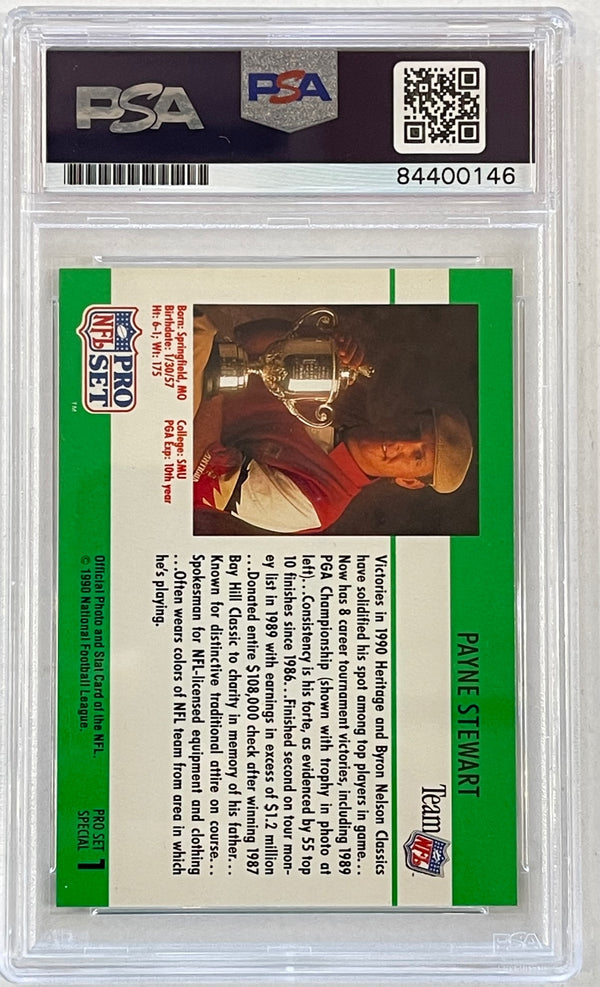 PSA
PSA
84400146
PAYNE STEWART
Team NFL
Victories in 1990 Heritage and Byron Nelson Classics
have solidified his spot among top players in game...
Now has 8 career tournament victories, including 1989
PGA Championship (shown with trophy in photo at
left)...Consistency is his forte, as evidenced by 55 top
10 finishes since 1986...Finished second on tour mon-
ey list in 1989 with earnings in excess of $1.2 million
...Donated entire $108,000 check after winning 1987
Bay Hill Classic to charity in memory of his father...
Known for distinctive traditional attire on course...
Spokesman for NFL-licensed equipment and clothing
...Often wears colors of NFL team from area in which
he's playing.
Born: Springfield, MO
Birthdate: 1/30/57
Ht: 6-1; Wt: 175
College: SMU
PGA Exp: 10th year
NFL PRO SET
TM
Official Photo and Stat Card of the NFL.
© 1990 National Football League.
PRO SET
SPECIAL 1
PSA